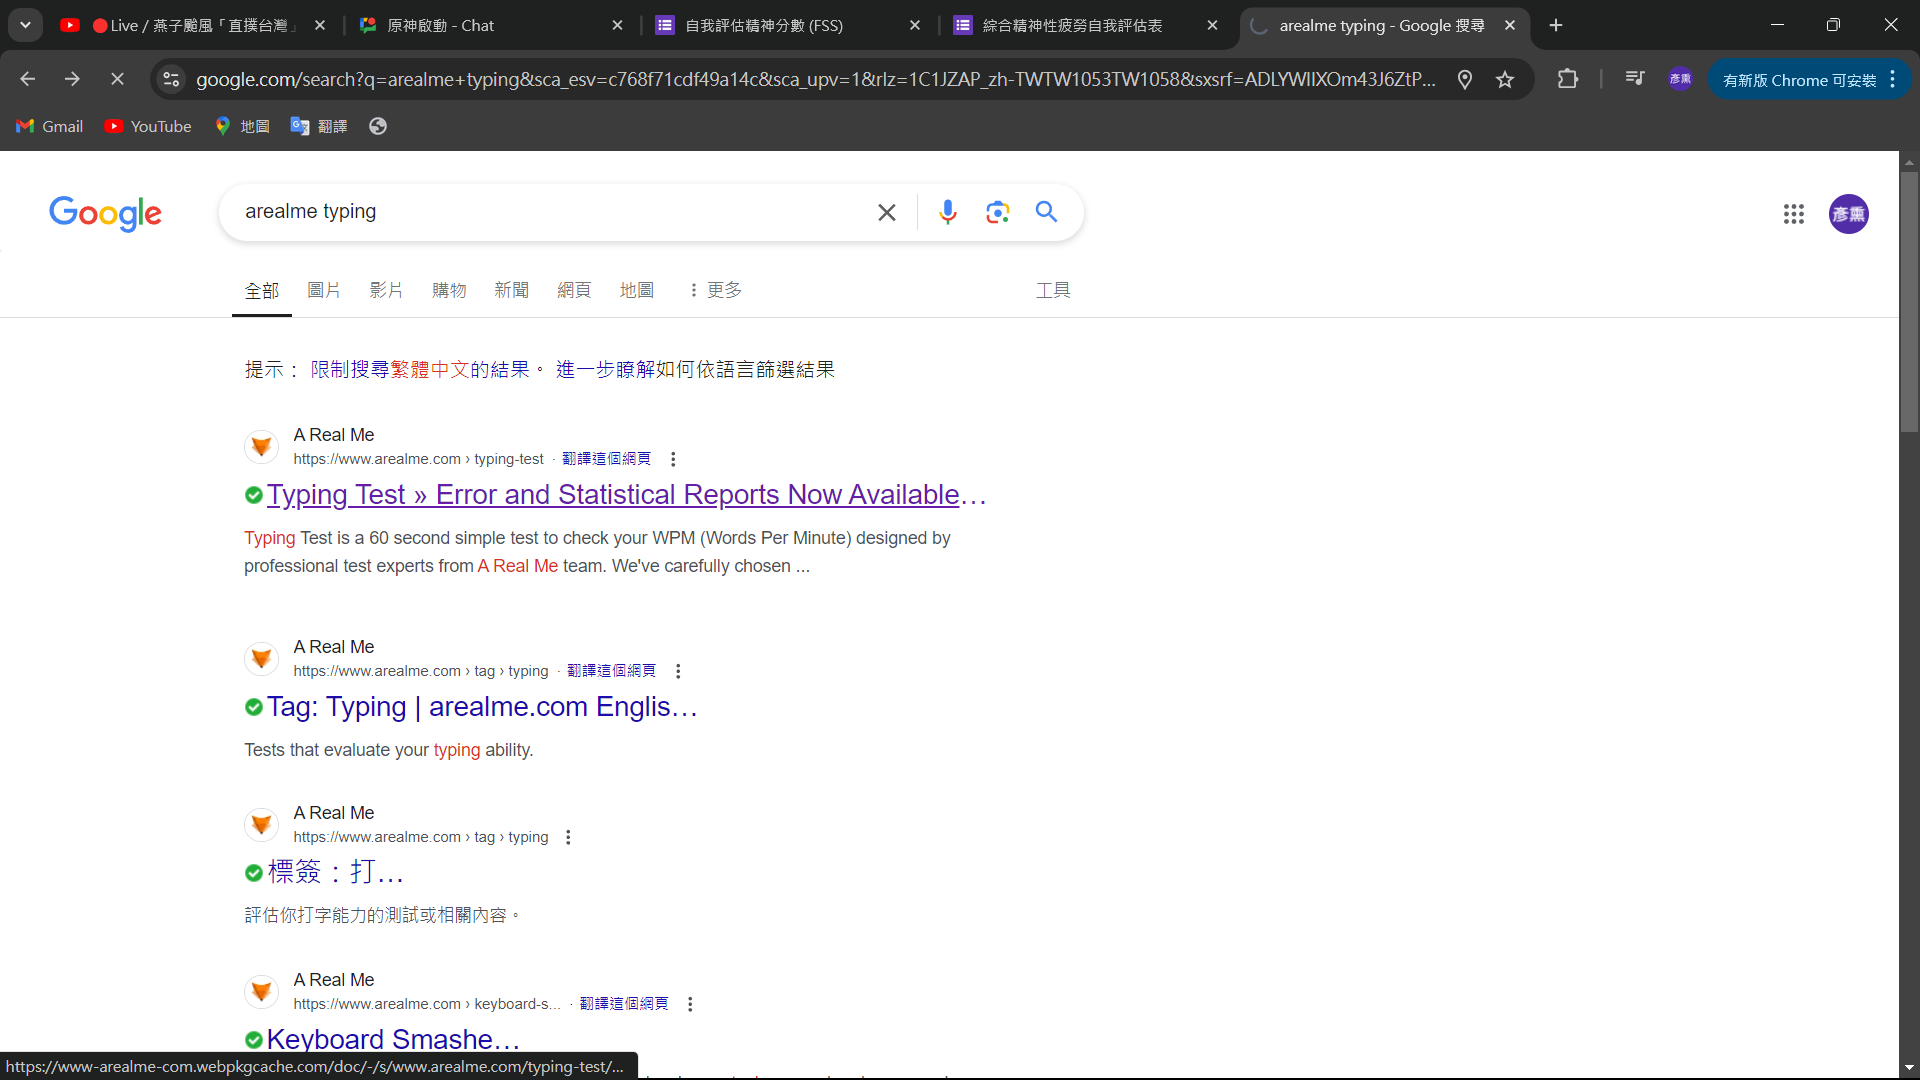 Live / 燕子颱風「直撲台灣」
原神啟動 - Chat
自我評估精神分數 (FSS)
綜合精神性疲勞自我評估表
arealme typing - Google 搜尋
google.com/search?q=arealme+typing&sca_esv=c768f71cdf49a14c&sca_upv=1&rlz=1C1JZAP_zh-TWTW1053TW1058&sxsrf=ADLYWIIXOm43J6ZtP...
彥熏
有新版 Chrome 可安裝
Gmail
YouTube
地圖
翻譯
Google
arealme typing
彥熏
全部
圖片
影片
購物
新聞
網頁
地圖
更多
工具
提示： 限制搜尋繁體中文的結果。 進一步瞭解如何依語言篩選結果
A Real Me
https://www.arealme.com › typing-test · 翻譯這個網頁
Typing Test » Error and Statistical Reports Now Available…
Typing Test is a 60 second simple test to check your WPM (Words Per Minute) designed by
professional test experts from A Real Me team. We've carefully chosen ...
A Real Me
https://www.arealme.com › tag › typing · 翻譯這個網頁
Tag: Typing | arealme.com Englis…
Tests that evaluate your typing ability.
A Real Me
https://www.arealme.com › tag › typing
標簽：打…
評估你打字能力的測試或相關內容。
A Real Me
https://www.arealme.com › keyboard-s... · 翻譯這個網頁
Keyboard Smashe…
https://www-arealme-com.webpkgcache.com/doc/-/s/www.arealme.com/typing-test/...